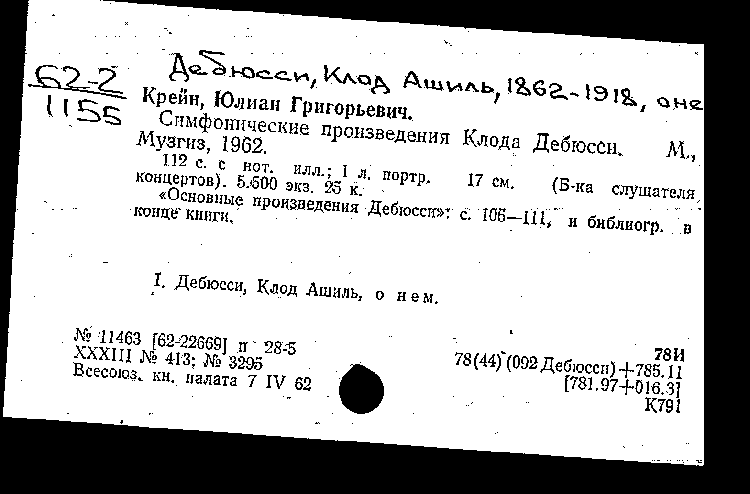 Дебюсси, Клод Ашиль, 1862-1918, о не
62-2
1155
Крейн, Юлиан Григорьевич.
Симфонические произведения Клода Дебюсси. М.,
Музгиз, 1962.
112 с. с нот. илл.; 1 л. портр. 17 см. (Б-ка слушателя
концертов). 5.500 экз. 25 к.
«Основные произведения Дебюсси»: с. 106—111, и библиогр. в
конце книги.
I. Дебюсси, Клод Ашиль, о нем.
№ 11463 [62-22669] п 28-5
XXXIII № 413; № 3295
Всесоюз. кн. палата 7 IV 62
78И
78(44)(092 Дебюсси)+785.11
[781.97+016.3]
К791